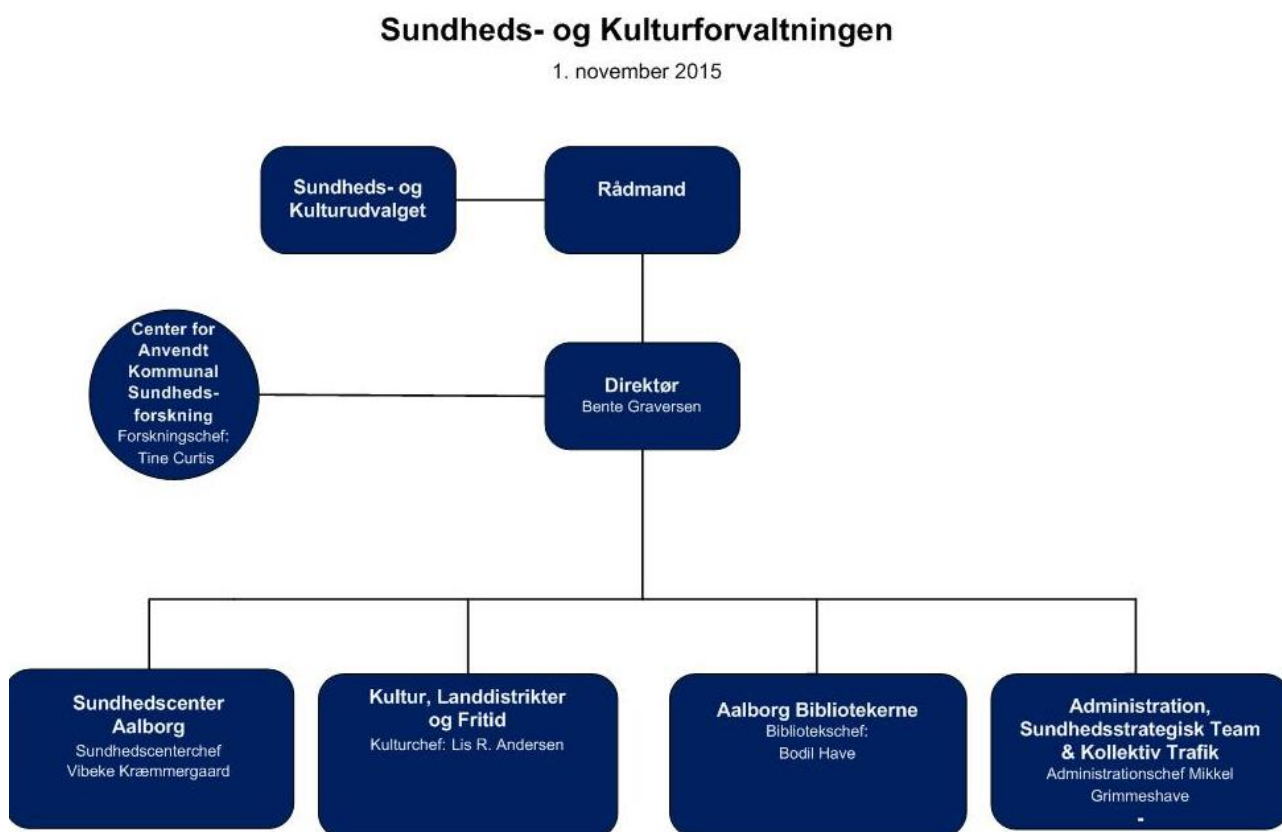 Sundheds- og Kulturforvaltningen
1. november 2015
Sundheds- og
Kulturudvalget
Rådmand
Center for
Anvendt
Kommunal
Sundheds-
forskning
Forskningschef:
Tine Curtis
Direktør
Bente Graversen
Sundhedscenter
Aalborg
Sundhedscenterchef
Vibeke Kræmmergaard
Kultur, Landdistrikter
og Fritid
Kulturchef: Lis R. Andersen
Aalborg Bibliotekerne
Bibliotekschef:
Bodil Have
Administration,
Sundhedsstrategisk Team
& Kollektiv Trafik
Administrationschef Mikkel
Grimmeshave
-